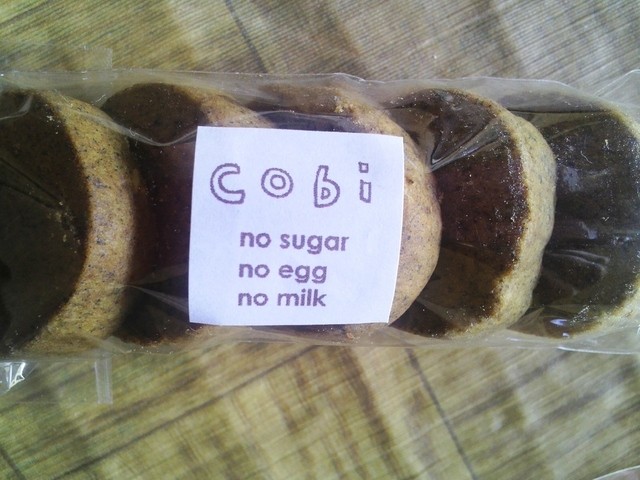 cobi
no sugar
no egg
no milk